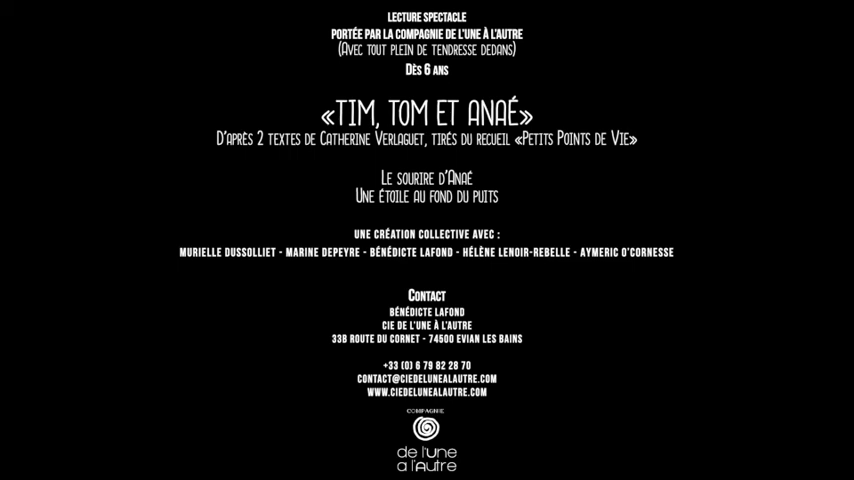 LECTURE SPECTACLE
PORTÉE PAR LA COMPAGNIE DE L'UNE À L'AUTRE
(AVEC TOUT PLEIN DE TENDRESSE DEDANS)
DÈS 6 ANS
«TIM, TOM ET ANAÉ»
D'APRÈS 2 TEXTES DE CATHERINE VERLAGUET, TIRÉS DU RECUEIL «PETITS POINTS DE VIE»
LE SOURIRE D'ANAÉ
UNE ÉTOILE AU FOND DU PUITS
UNE CRÉATION COLLECTIVE AVEC :
MURIELLE DUSSOLLIET - MARINE DEPEYRE - BÉNÉDICTE LAFOND - HÉLÈNE LENOIR-REBELLE - AYMERIC O'CORNESSE
CONTACT
BÉNÉDICTE LAFOND
CIE DE L'UNE À L'AUTRE
33B ROUTE DU CORNET - 74500 EVIAN LES BAINS
+33 (0) 6 79 82 28 70
CONTACT@CIEDELUNEALAUTRE.COM
WWW.CIEDELUNEALAUTRE.COM
COMPAGNIE
de l'Une
a l'Autre